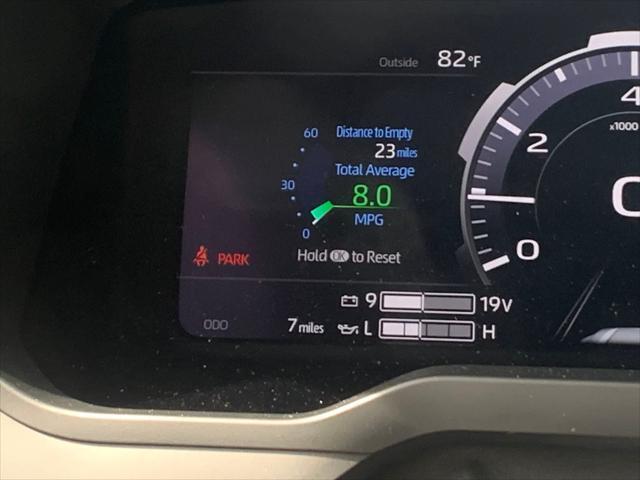 Outside 82°F
4
x1000
60 Distance to Empty
23 miles
2
Total Average
30 8.0
MPG
0
0
Hold OK to Reset
PARK
9 19V
ODO 7 miles L H